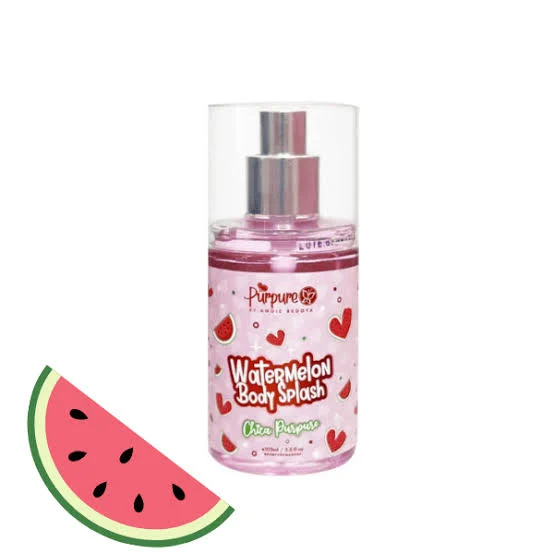 Purpure
BY ANGIE BEDOYA
Watermelon
Body Splash
Chica Purpure